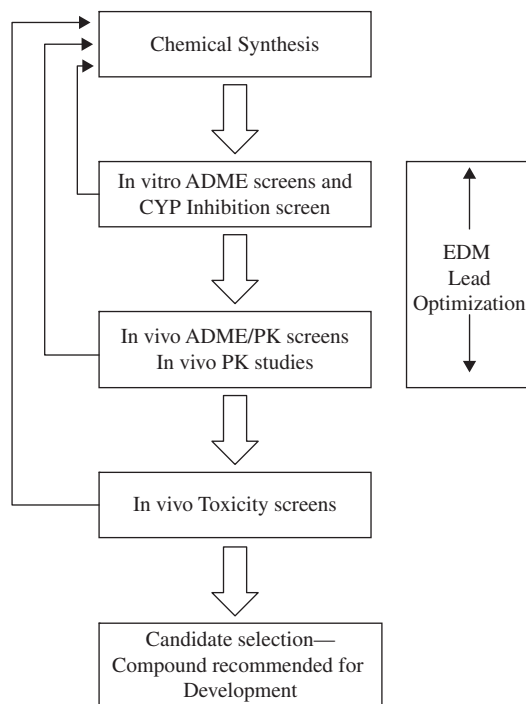 Chemical Synthesis
In vitro ADME screens and
CYP Inhibition screen
EDM
Lead
Optimization
In vivo ADME/PK screens
In vivo PK studies
In vivo Toxicity screens
Candidate selection—
Compound recommended for
Development